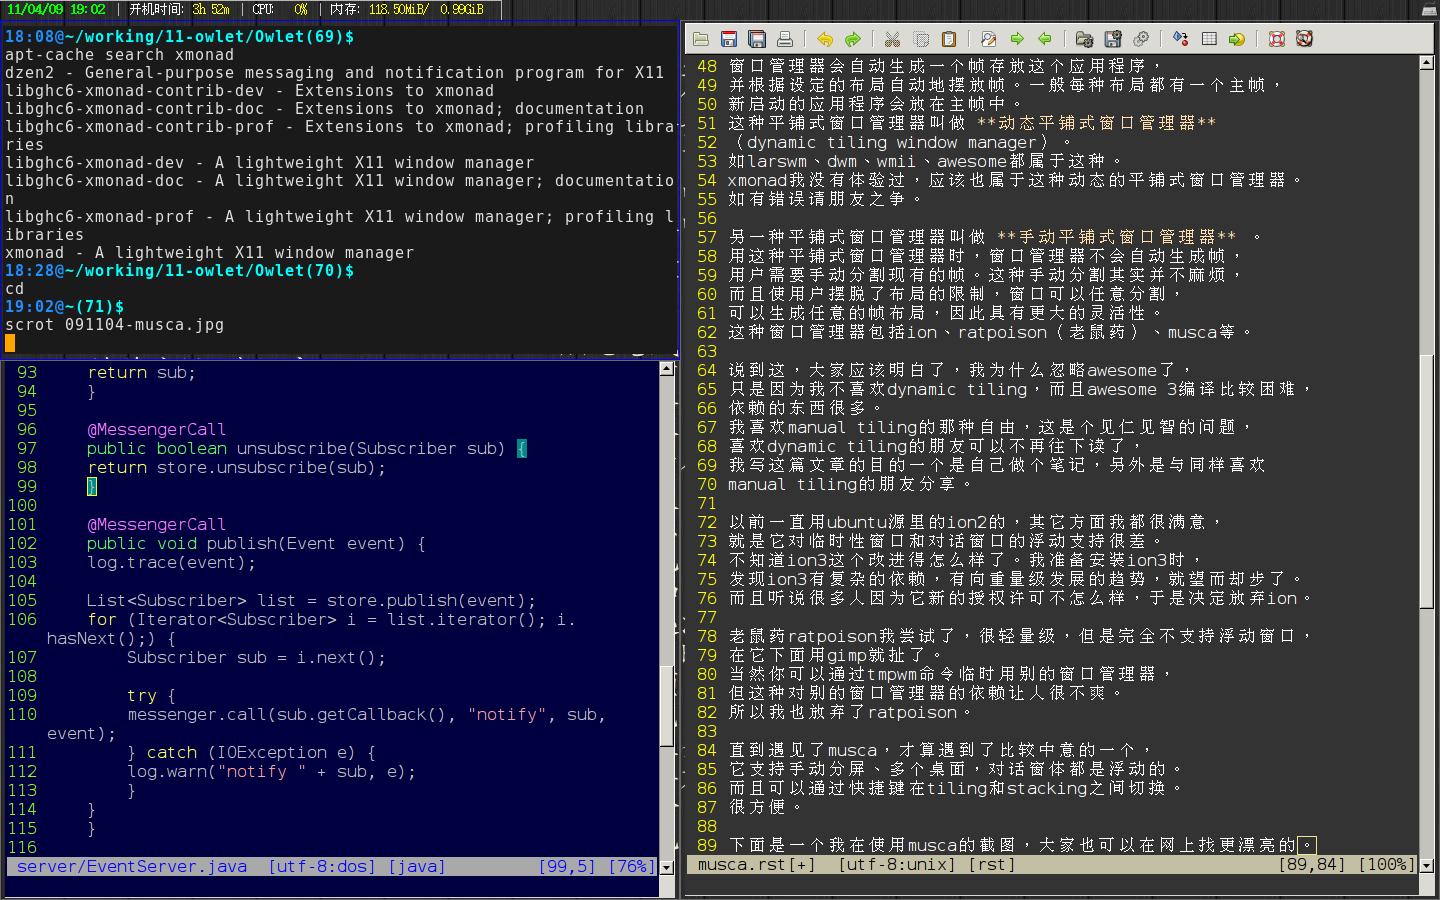 11/04/09 19:02 | 开机时间: 3h 52m | CPU: 0% | 内存: 118.50MiB/ 0.99GiB
18:08@~/working/11-owlet/Owlet(69)$
apt-cache search xmonad
dzen2 - General-purpose messaging and notification program for X11
libghc6-xmonad-contrib-dev - Extensions to xmonad
libghc6-xmonad-contrib-doc - Extensions to xmonad; documentation
libghc6-xmonad-contrib-prof - Extensions to xmonad; profiling libra
ries
libghc6-xmonad-dev - A lightweight X11 window manager
libghc6-xmonad-doc - A lightweight X11 window manager; documentatio
n
libghc6-xmonad-prof - A lightweight X11 window manager; profiling l
ibraries
xmonad - A lightweight X11 window manager
18:28@~/working/11-owlet/Owlet(70)$
cd
19:02@~(71)$
scrot 091104-musca.jpg
93 return sub;
94 }
95
96 @MessengerCall
97 public boolean unsubscribe(Subscriber sub) {
98 return store.unsubscribe(sub);
99 }
100
101 @MessengerCall
102 public void publish(Event event) {
103 log.trace(event);
104
105 List<Subscriber> list = store.publish(event);
106 for (Iterator<Subscriber> i = list.iterator(); i.
hasNext();) {
107 Subscriber sub = i.next();
108
109 try {
110 messenger.call(sub.getCallback(), "notify", sub,
event);
111 } catch (IOException e) {
112 log.warn("notify " + sub, e);
113 }
114 }
115 }
116
server/EventServer.java [utf-8:dos] [java] [99,5] [76%]
48 窗口管理器会自动生成一个帧存放这个应用程序，
49 并根据设定的布局自动地摆放帧。一般每种布局都有一个主帧，
50 新启动的应用程序会放在主帧中。
51 这种平铺式窗口管理器叫做 **动态平铺式窗口管理器**
52 （dynamic tiling window manager）。
53 如larswm、dwm、wmii、awesome都属于这种。
54 xmonad我没有体验过，应该也属于这种动态的平铺式窗口管理器。
55 如有错误请朋友之争。
56
57 另一种平铺式窗口管理器叫做 **手动平铺式窗口管理器** 。
58 用这种平铺式窗口管理器时，窗口管理器不会自动生成帧，
59 用户需要手动分割现有的帧。这种手动分割其实并不麻烦，
60 而且使用户摆脱了布局的限制，窗口可以任意分割，
61 可以生成任意的帧布局，因此具有更大的灵活性。
62 这种窗口管理器包括ion、ratpoison（老鼠药）、musca等。
63
64 说到这，大家应该明白了，我为什么忽略awesome了，
65 只是因为我不喜欢dynamic tiling，而且awesome 3编译比较困难，
66 依赖的东西很多。
67 我喜欢manual tiling的那种自由，这是个见仁见智的问题，
68 喜欢dynamic tiling的朋友可以不再往下读了，
69 我写这篇文章的目的一个是自己做个笔记，另外是与同样喜欢
70 manual tiling的朋友分享。
71
72 以前一直用ubuntu源里的ion2的，其它方面我都很满意，
73 就是它对临时性窗口和对话窗口的浮动支持很差。
74 不知道ion3这个改进得怎么样了。我准备安装ion3时，
75 发现ion3有复杂的依赖，有向重量级发展的趋势，就望而却步了。
76 而且听说很多人因为它新的授权许可不怎么样，于是决定放弃ion。
77
78 老鼠药ratpoison我尝试了，很轻量级，但是完全不支持浮动窗口，
79 在它下面用gimp就扯了。
80 当然你可以通过tmpwm命令临时用别的窗口管理器，
81 但这种对别的窗口管理器的依赖让人很不爽。
82 所以我也放弃了ratpoison。
83
84 直到遇见了musca，才算遇到了比较中意的一个，
85 它支持手动分屏、多个桌面，对话窗体都是浮动的。
86 而且可以通过快捷键在tiling和stacking之间切换。
87 很方便。
88
89 下面是一个我在使用musca的截图，大家也可以在网上找更漂亮的。
musca.rst[+] [utf-8:unix] [rst] [89,84] [100%]